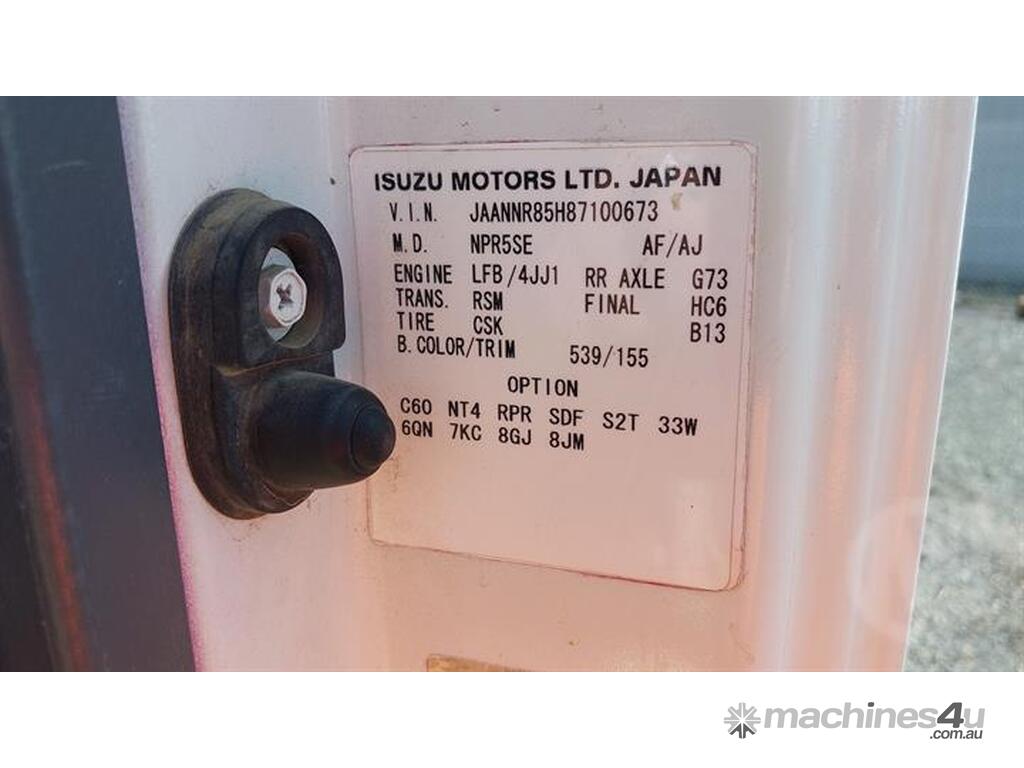 ISUZU MOTORS LTD. JAPAN
V.I.N. JAANNR85H87100673
M.D. NPR5SE AF/AJ
ENGINE LFB/4JJ1 RR AXLE G73
TRANS. RSM FINAL HC6
TIRE CSK B13
B.COLOR/TRIM 539/155
OPTION
C60 NT4 RPR SDF S2T 33W
6QN 7KC 8GJ 8JM
machines4u
.com.au